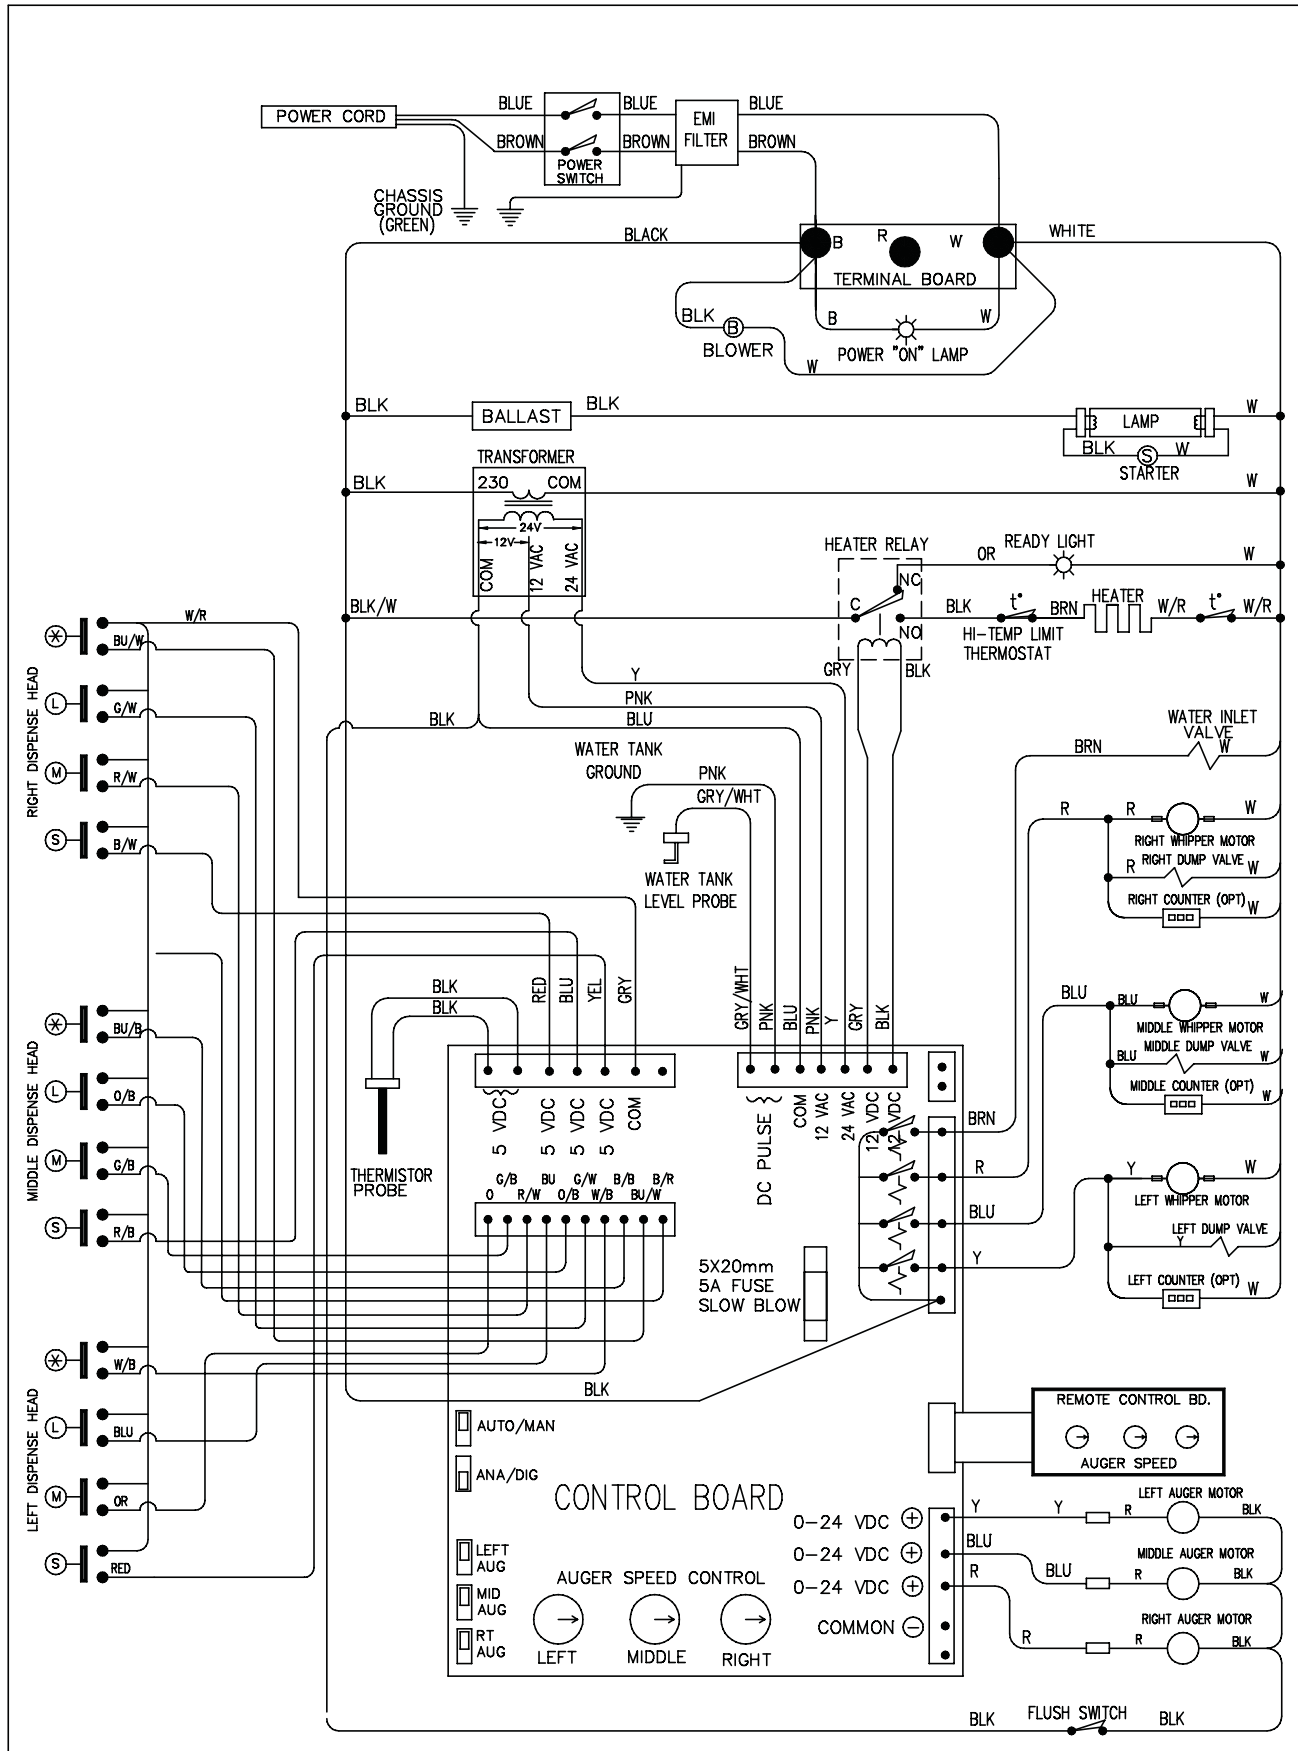 POWER CORD
BLUE
BLUE
BLUE
BROWN
BROWN
BROWN
POWER
SWITCH
EMI
FILTER
CHASSIS
GROUND
(GREEN)
BLACK
B
R
W
WHITE
TERMINAL BOARD
B
W
BLK
B
BLOWER
POWER "ON" LAMP
W
BLK
BALLAST
BLK
LAMP
W
BLK
S
W
STARTER
TRANSFORMER
230
COM
BLK
W
24V
12V
COM
12 VAC
24 VAC
HEATER RELAY
OR
READY LIGHT
W
NC
C
NO
BLK/W
BLK
t°
BRN
HEATER
W/R
t°
W/R
HI-TEMP LIMIT
THERMOSTAT
GRY
BLK
Y
PNK
BLK
BLU
RIGHT DISPENSE HEAD
W/R
BU/W
L
G/W
M
R/W
S
B/W
WATER TANK
GROUND
PNK
GRY/WHT
WATER TANK
LEVEL PROBE
WATER INLET
VALVE
BRN
W
R
R
W
RIGHT WHIPPER MOTOR
RIGHT DUMP VALVE
R
W
RIGHT COUNTER (OPT)
W
BLU
BLU
W
MIDDLE WHIPPER MOTOR
MIDDLE DUMP VALVE
BLU
W
MIDDLE COUNTER (OPT)
W
Y
W
LEFT WHIPPER MOTOR
LEFT DUMP VALVE
Y
LEFT COUNTER (OPT)
W
MIDDLE DISPENSE HEAD
BU/B
L
O/B
M
G/B
S
R/B
BLK
BLK
RED
BLU
YEL
GRY
GRY/WHT
PNK
BLU
PNK
Y
GRY
BLK
THERMISTOR
PROBE
5 VDC
5 VDC
5 VDC
5 VDC
COM
DC PULSE
COM
12 VAC
24 VAC
12 VDC
12 VDC
BRN
R
BLU
Y
G/B
BU
G/W
B/B
B/R
O
R/W
O/B
W/B
BU/W
5X20mm
5A FUSE
SLOW BLOW
BLK
LEFT DISPENSE HEAD
W/B
L
BLU
M
OR
S
RED
AUTO/MAN
ANA/DIG
CONTROL BOARD
LEFT
AUG
MID
AUG
RT
AUG
AUGER SPEED CONTROL
LEFT
MIDDLE
RIGHT
0-24 VDC +
0-24 VDC +
0-24 VDC +
COMMON -
REMOTE CONTROL BD.
AUGER SPEED
LEFT AUGER MOTOR
Y
Y
R
BLK
MIDDLE AUGER MOTOR
BLU
BLU
R
BLK
RIGHT AUGER MOTOR
R
R
R
BLK
BLK
FLUSH SWITCH
BLK